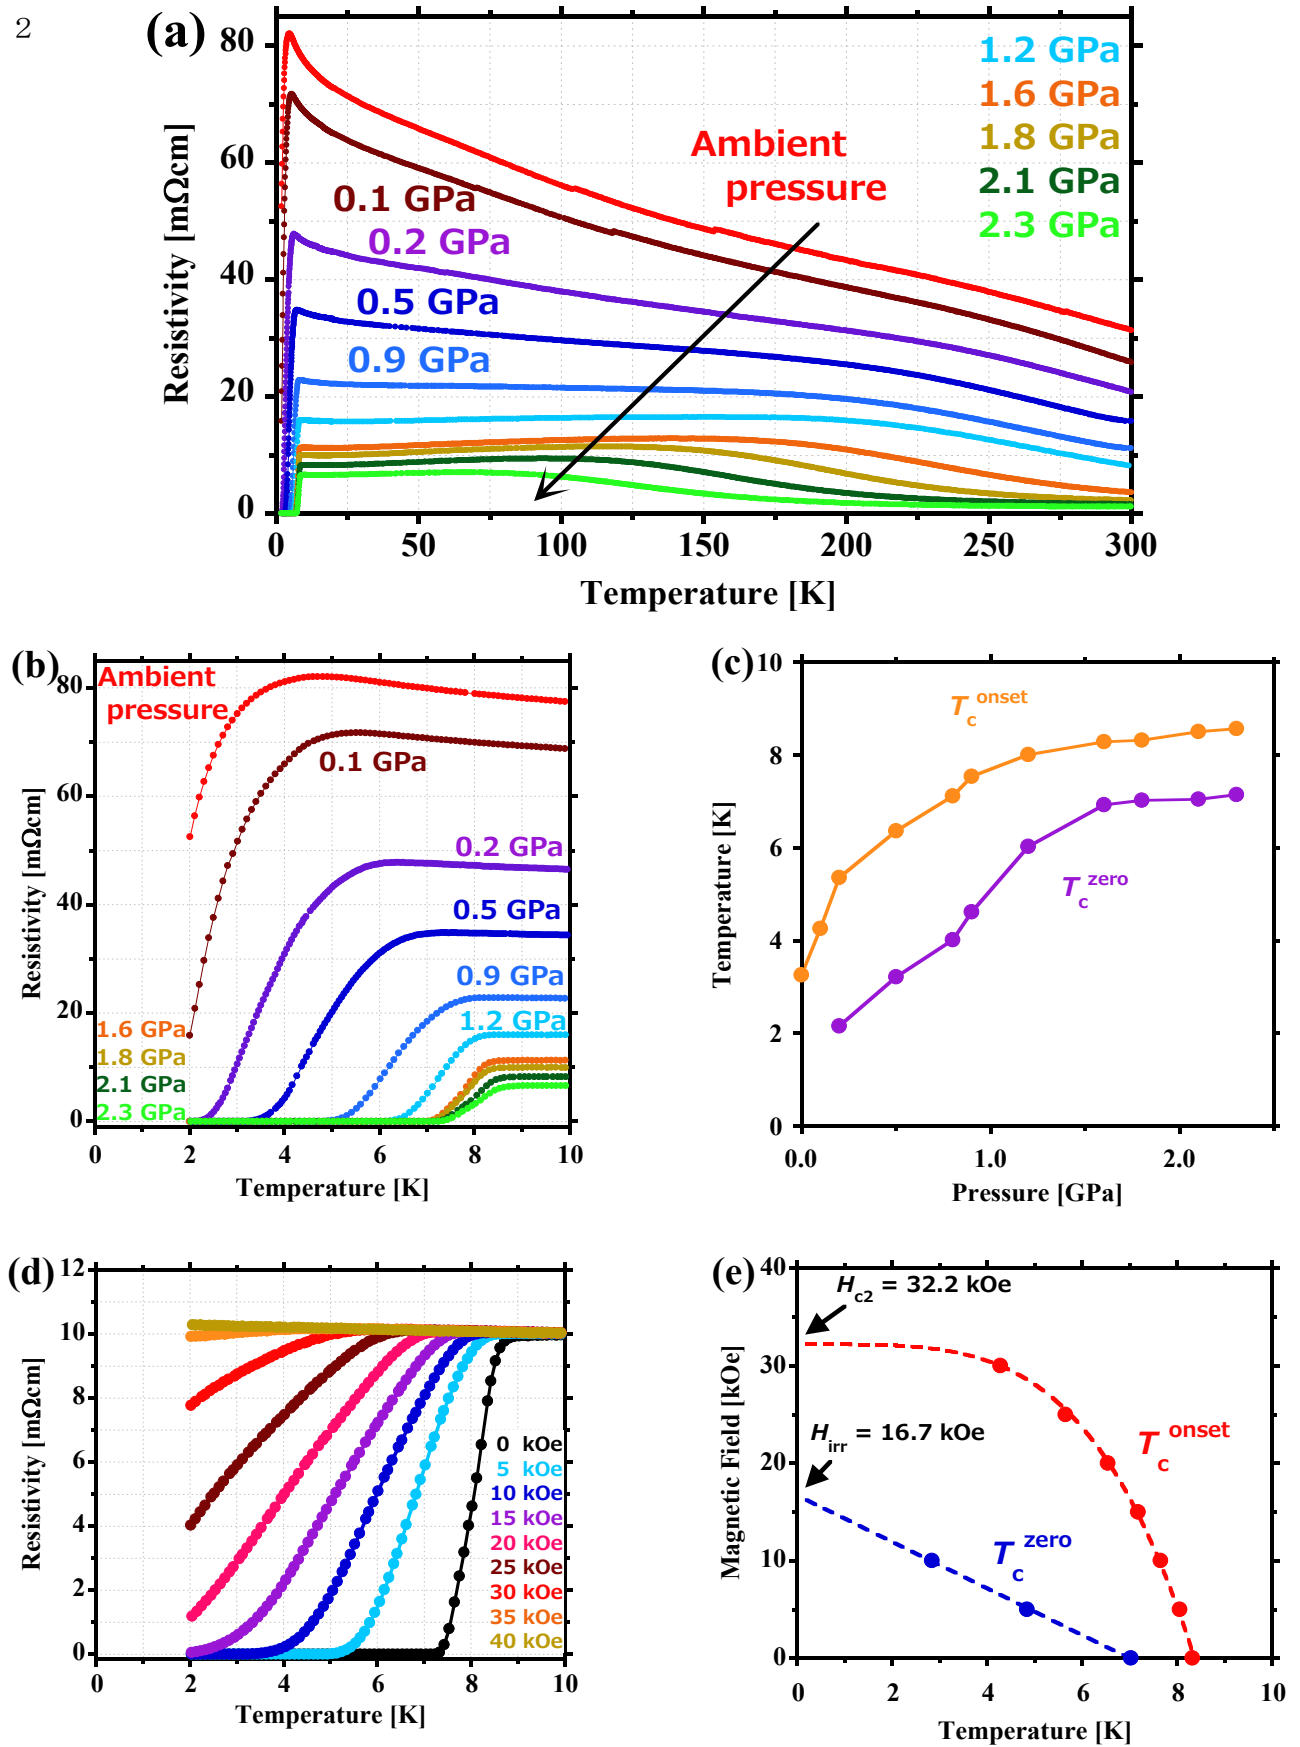 2
(a)
80
60
40
20
0
Resistivity [mΩcm]
0 50 100 150 200 250 300
Temperature [K]
Ambient
pressure
0.1 GPa
0.2 GPa
0.5 GPa
0.9 GPa
1.2 GPa
1.6 GPa
1.8 GPa
2.1 GPa
2.3 GPa
(b)
80
60
40
20
0
Resistivity [mΩcm]
Ambient
pressure
0.1 GPa
0.2 GPa
0.5 GPa
0.9 GPa
1.2 GPa
1.6 GPa
1.8 GPa
2.1 GPa
2.3 GPa
0 2 4 6 8 10
Temperature [K]
(c)
10
8
6
4
2
0
Temperature [K]
Tc onset
Tc zero
0.0 1.0 2.0
Pressure [GPa]
(d)
12
10
8
6
4
2
0
Resistivity [mΩcm]
0 kOe
5 kOe
10 kOe
15 kOe
20 kOe
25 kOe
30 kOe
35 kOe
40 kOe
0 2 4 6 8 10
Temperature [K]
(e)
40
30
20
10
0
Magnetic Field [kOe]
Hc2 = 32.2 kOe
Hirr = 16.7 kOe
Tc onset
Tc zero
0 2 4 6 8 10
Temperature [K]